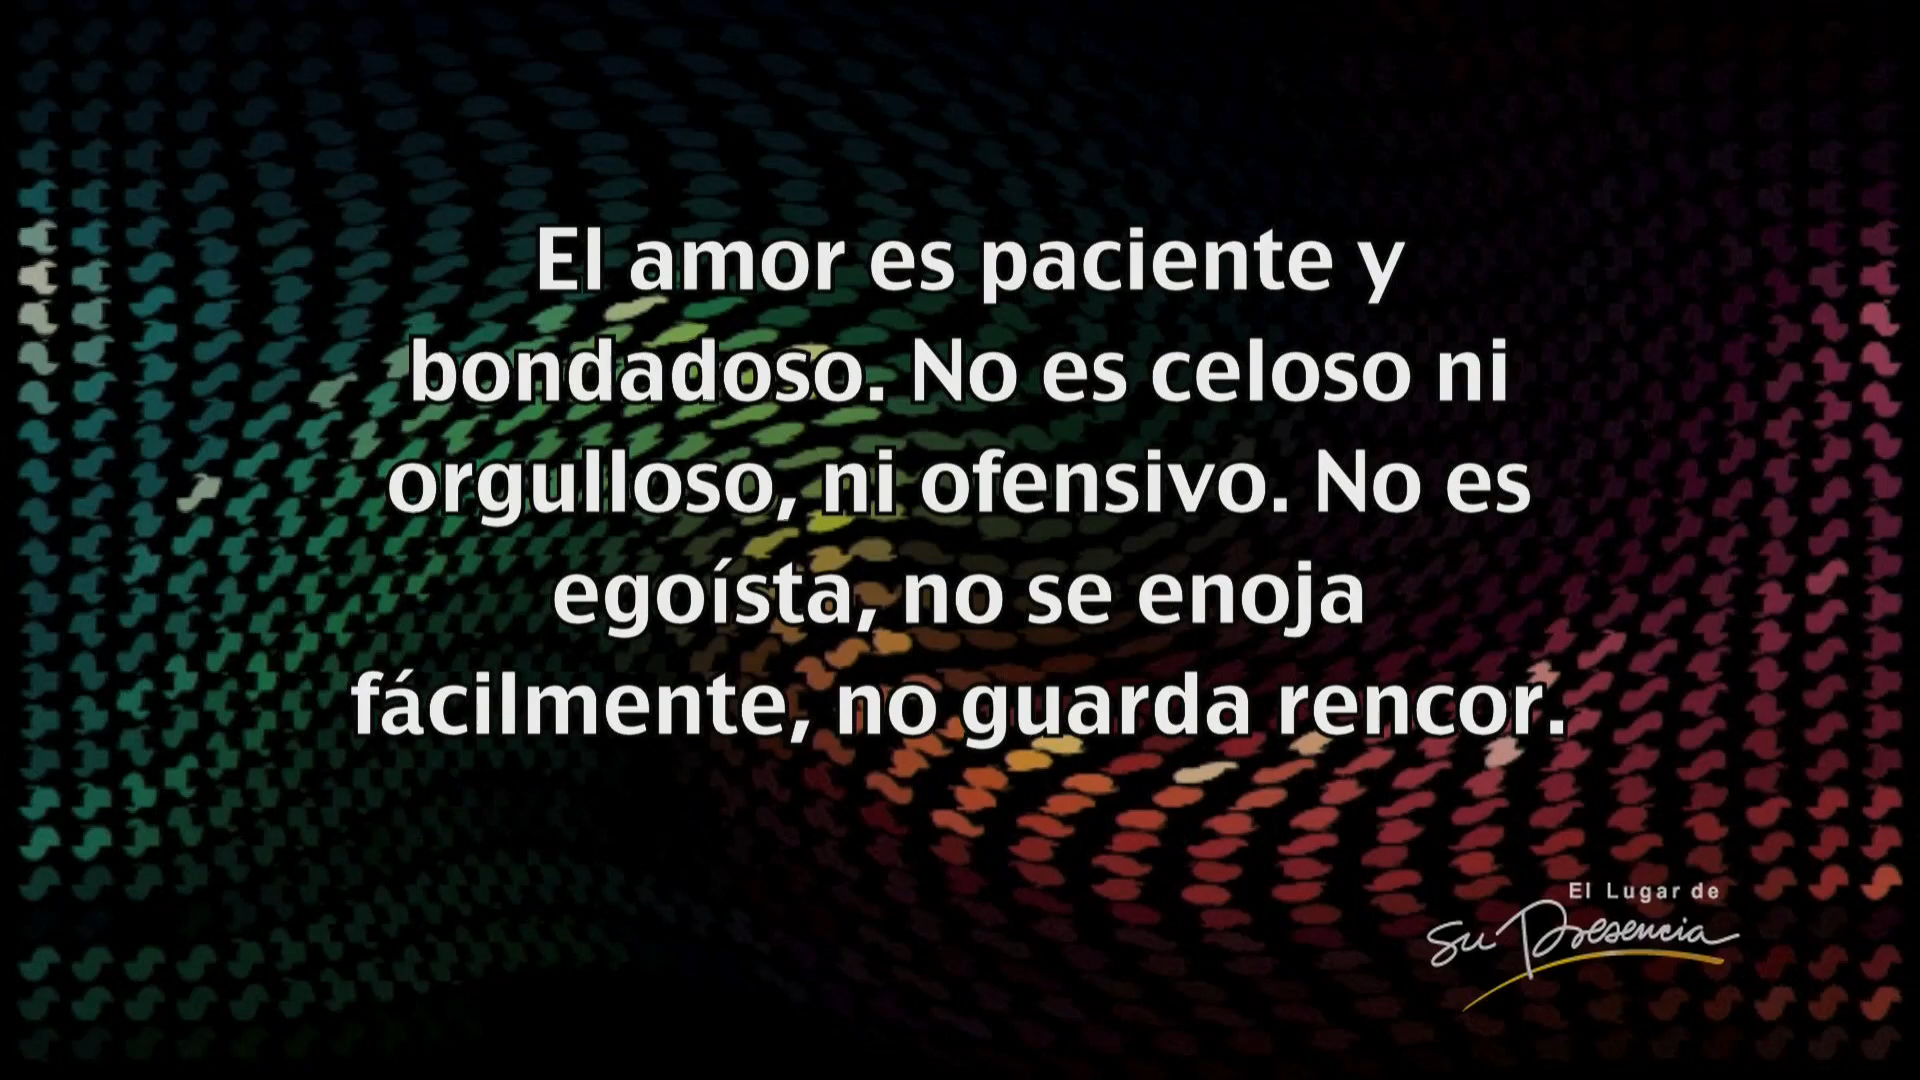 El amor es paciente y
bondadoso. No es celoso ni
orgulloso, ni ofensivo. No es
egoísta, no se enoja
fácilmente, no guarda rencor.
El Lugar de
Su Presencia